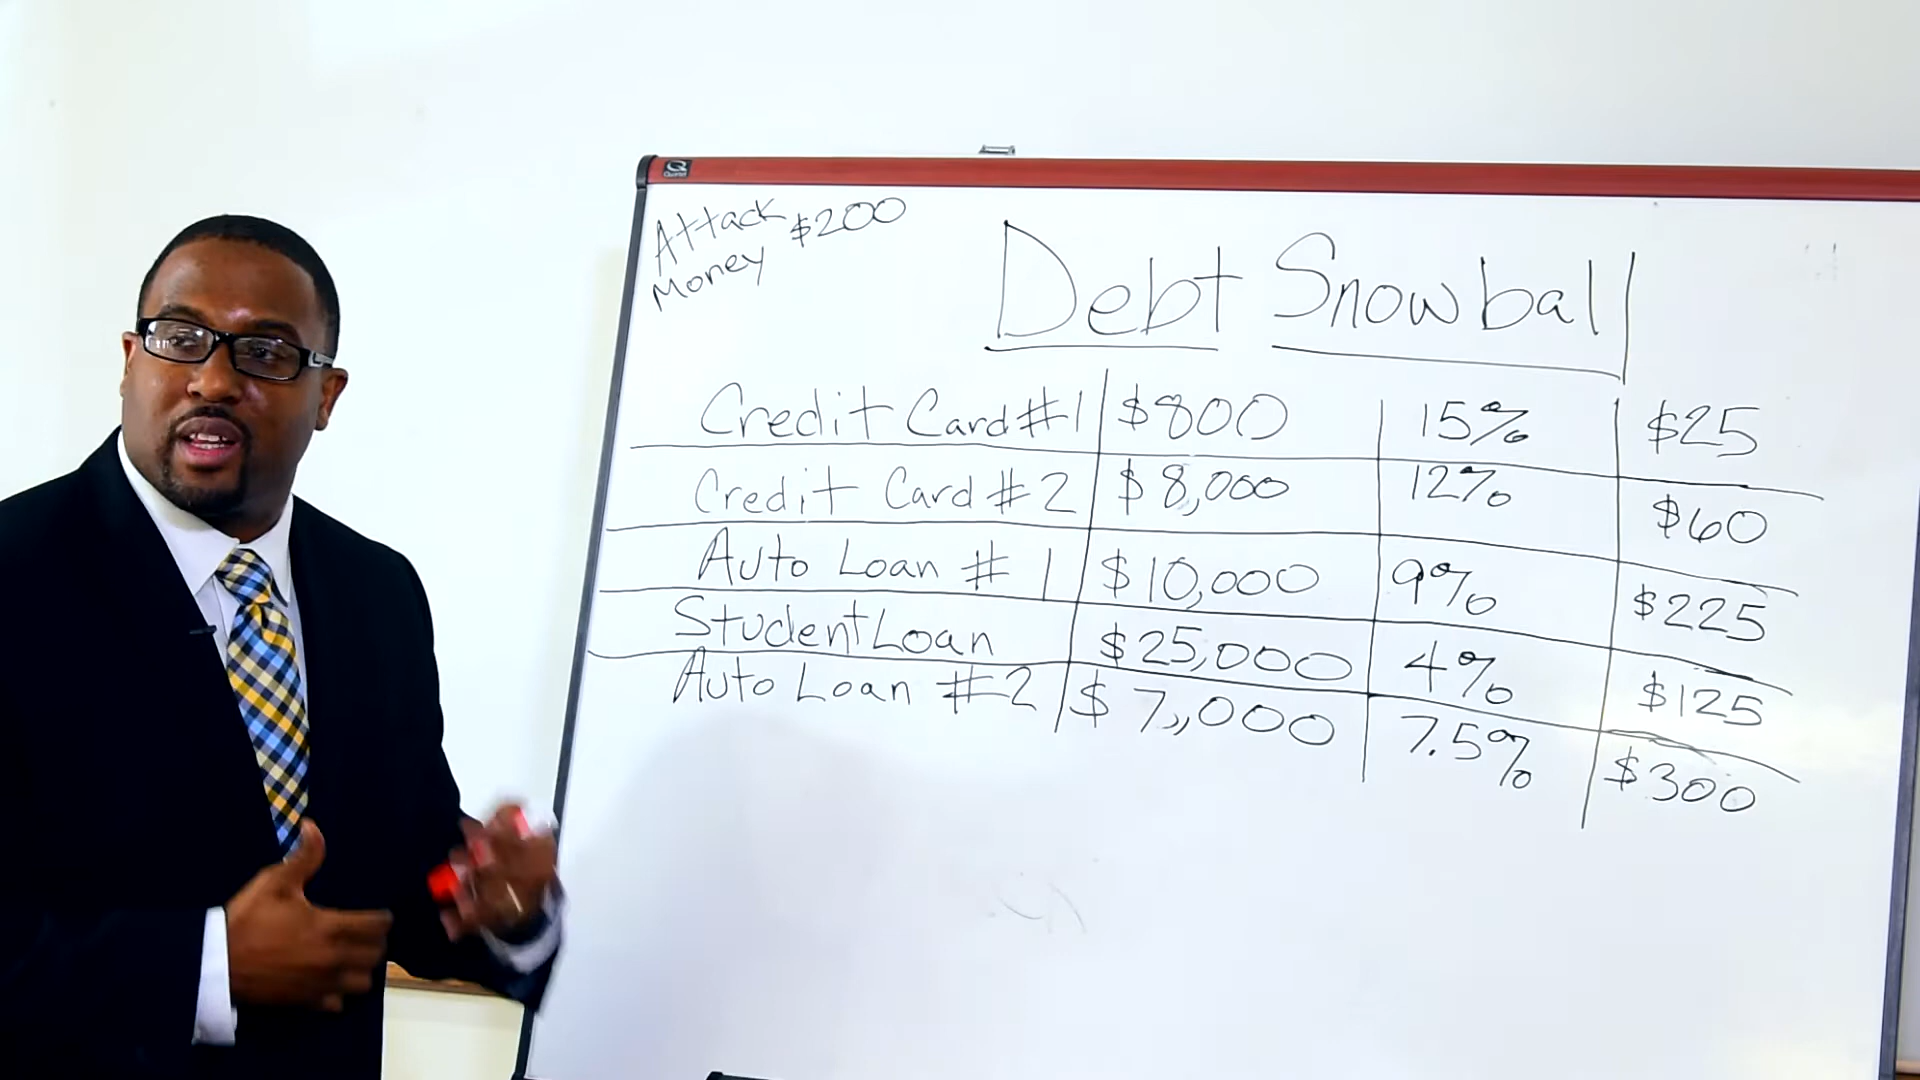 Quartet
Attack $200
Money
Debt Snowball
Credit Card #1 $800 15% $25
Credit Card #2 $8,000 12% $60
Auto Loan # 1 $10,000 9% $225
Student Loan $25,000 4% $125
Auto Loan #2 $7,000 7.5% $300